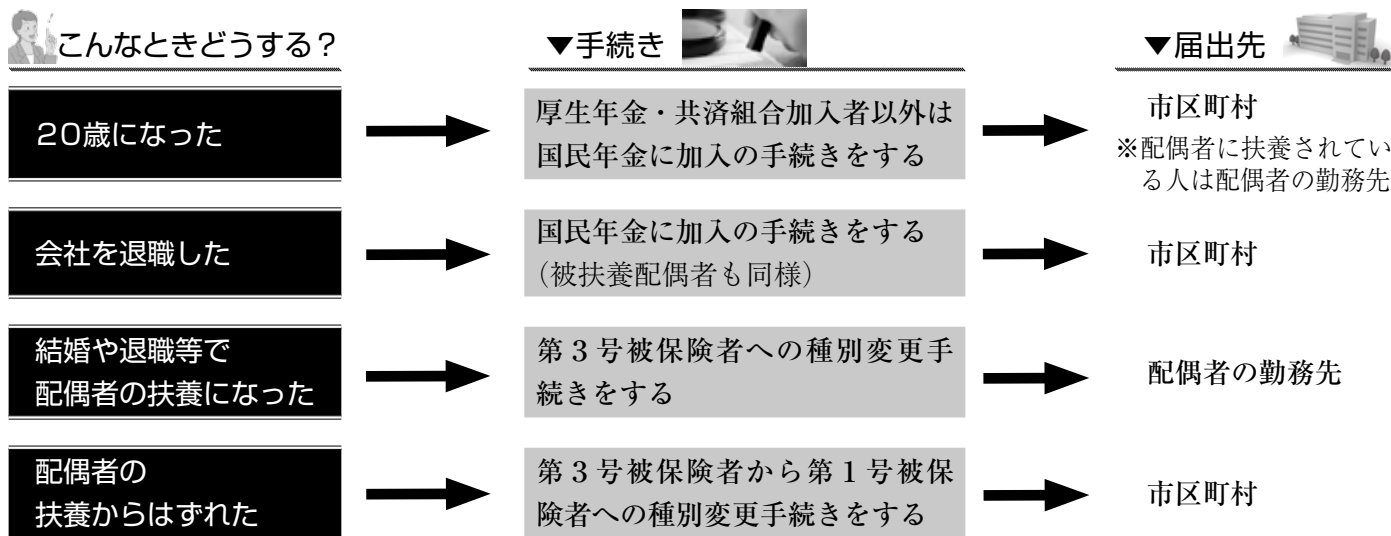 こんなときどうする?
▼手続き
▼届出先
20歳になった
厚生年金・共済組合加入者以外は
国民年金に加入の手続きをする
市区町村
※配偶者に扶養されてい
る人は配偶者の勤務先
会社を退職した
国民年金に加入の手続きをする
(被扶養配偶者も同様)
市区町村
結婚や退職等で
配偶者の扶養になった
第3号被保険者への種別変更手
続きをする
配偶者の勤務先
配偶者の
扶養からはずれた
第3号被保険者から第1号被保
険者への種別変更手続きをする
市区町村